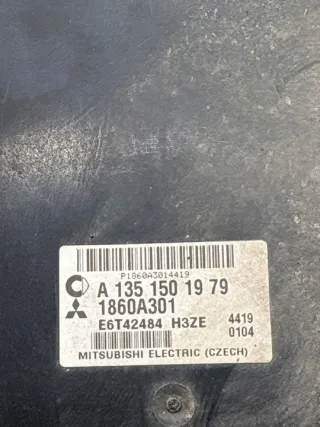 P1860A3014419
A 135 150 19 79
1860A301
E6T42484 H3ZE 4419
0104
MITSUBISHI ELECTRIC (CZECH)